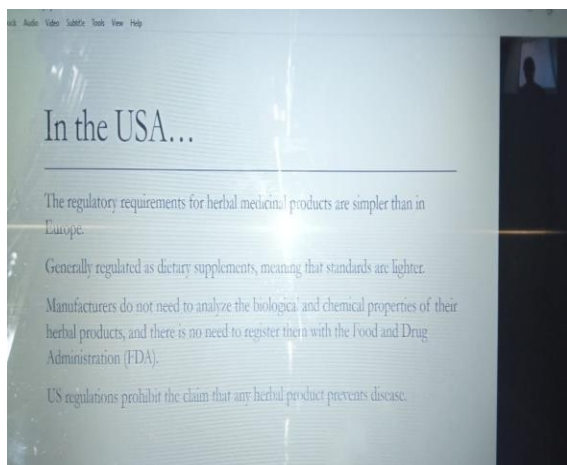 Audio Video Subtitle Tools View Help
In the USA…
The regulatory requirements for herbal medicinal products are simpler than in
Europe.
Generally regulated as dietary supplements, meaning that standards are lighter.
Manufacturers do not need to analyze the biological and chemical properties of their
herbal products, and there is no need to register them with the Food and Drug
Administration (FDA).
US regulations prohibit the claim that any herbal product prevents disease.